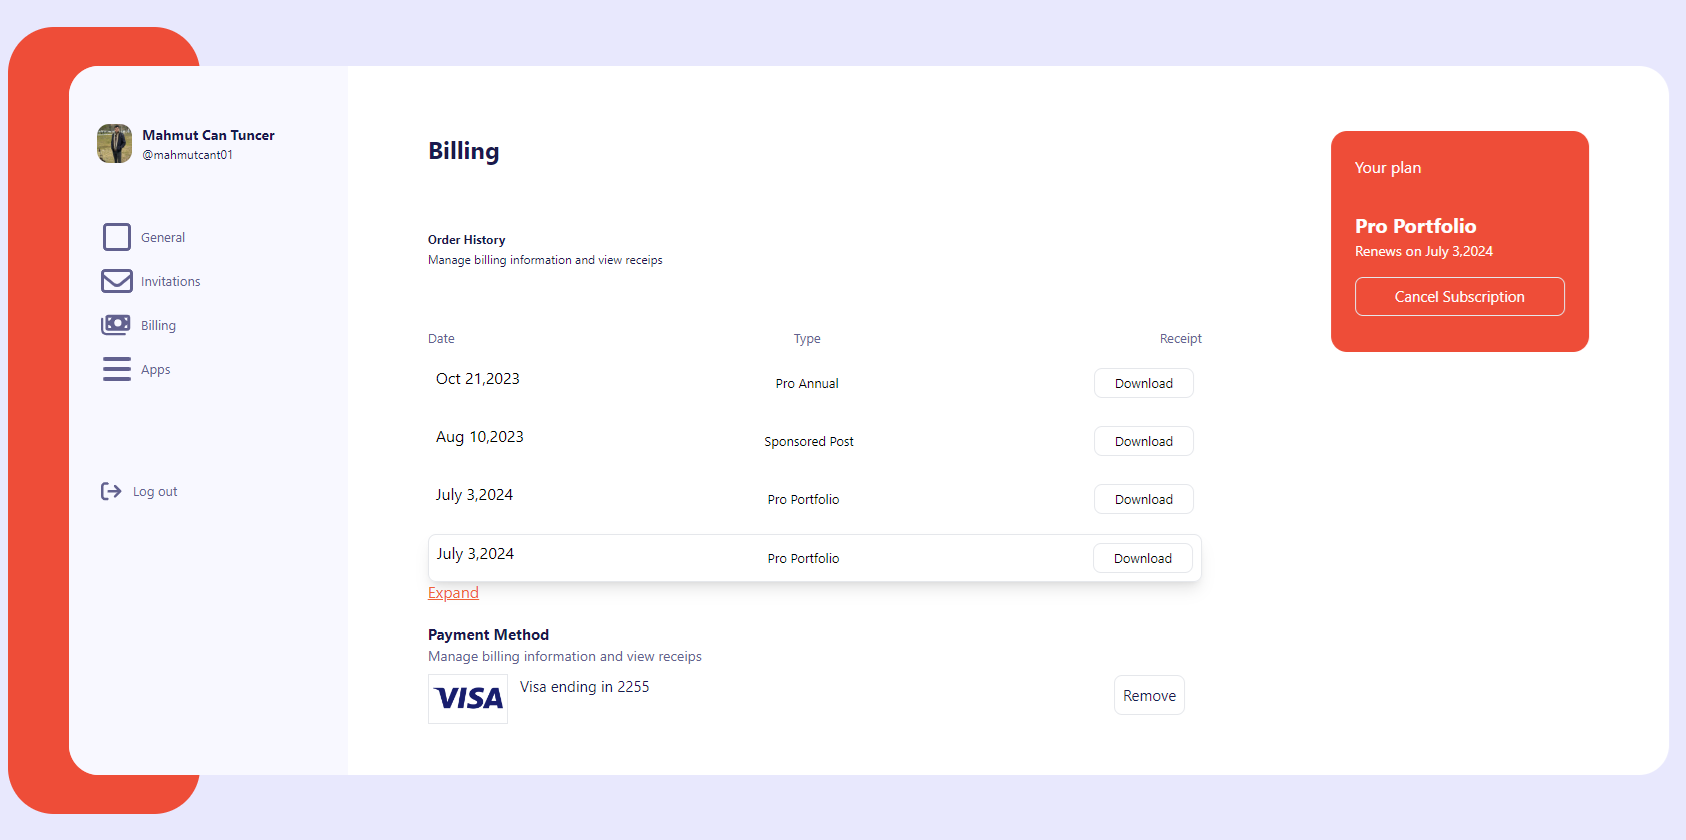 Mahmut Can Tuncer
@mahmutcant01
General
Invitations
Billing
Apps
Log out
Billing
Order History
Manage billing information and view receips
Date Type Receipt
Oct 21,2023 Pro Annual Download
Aug 10,2023 Sponsored Post Download
July 3,2024 Pro Portfolio Download
July 3,2024 Pro Portfolio Download
Expand
Payment Method
Manage billing information and view receips
VISA Visa ending in 2255 Remove
Your plan
Pro Portfolio
Renews on July 3,2024
Cancel Subscription